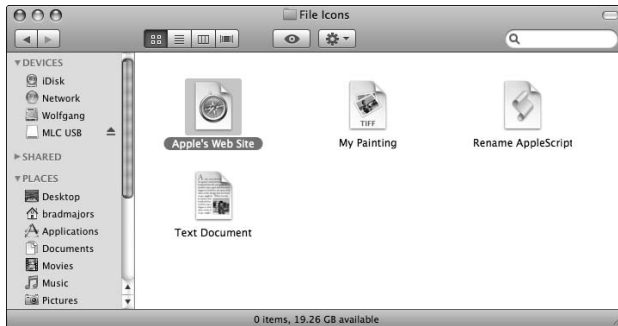 File Icons
▼DEVICES
iDisk
Network
Wolfgang
MLC USB
▶SHARED
▼PLACES
Desktop
bradmajors
Applications
Documents
Movies
Music
Pictures
Apple's Web Site
TIFF
My Painting
Rename AppleScript
Text Document
0 items, 19.26 GB available